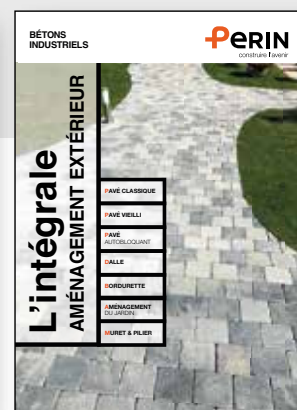 BÉTONS
INDUSTRIELS
PERIN
construire l'avenir
L'intégrale
AMÉNAGEMENT EXTÉRIEUR
PAVÉ CLASSIQUE
PAVÉ VIEILLI
PAVÉ
AUTOBLOQUANT
DALLE
BORDURETTE
AMÉNAGEMENT
DU JARDIN
MURET & PILIER